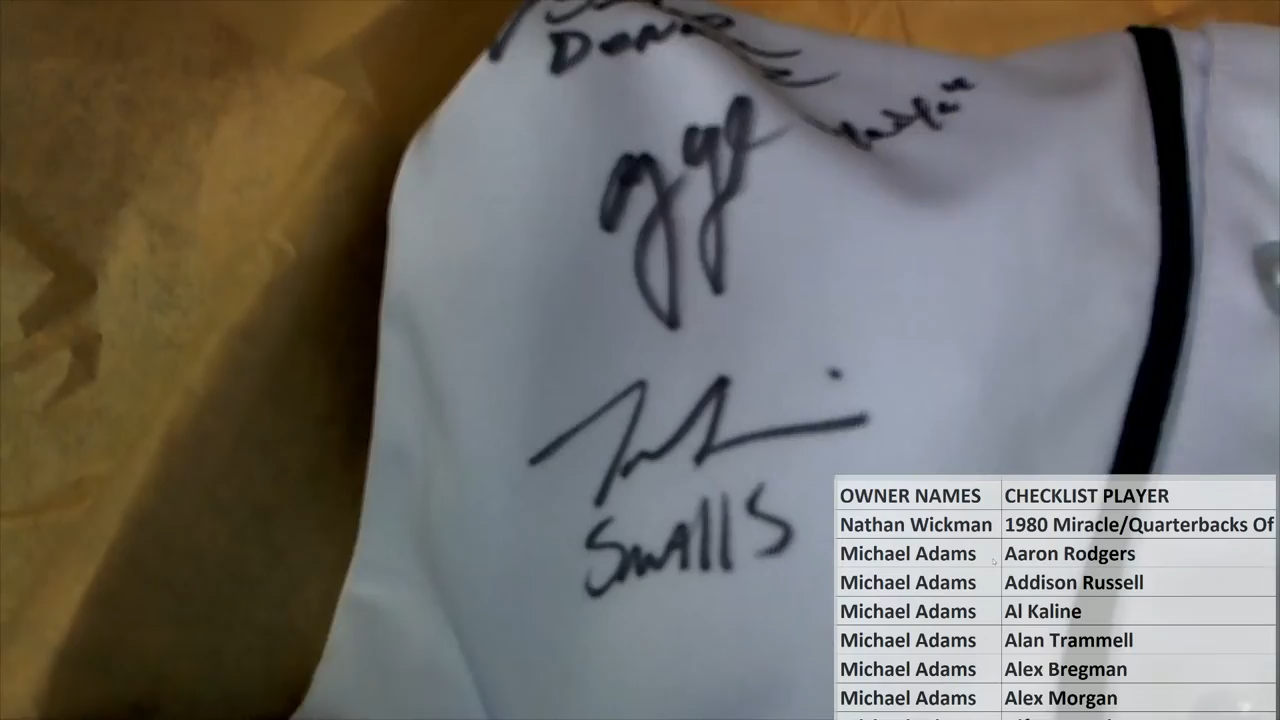 "YaYa"
Smalls
OWNER NAMES CHECKLIST PLAYER
Nathan Wickman 1980 Miracle/Quarterbacks Of
Michael Adams Aaron Rodgers
Michael Adams Addison Russell
Michael Adams Al Kaline
Michael Adams Alan Trammell
Michael Adams Alex Bregman
Michael Adams Alex Morgan